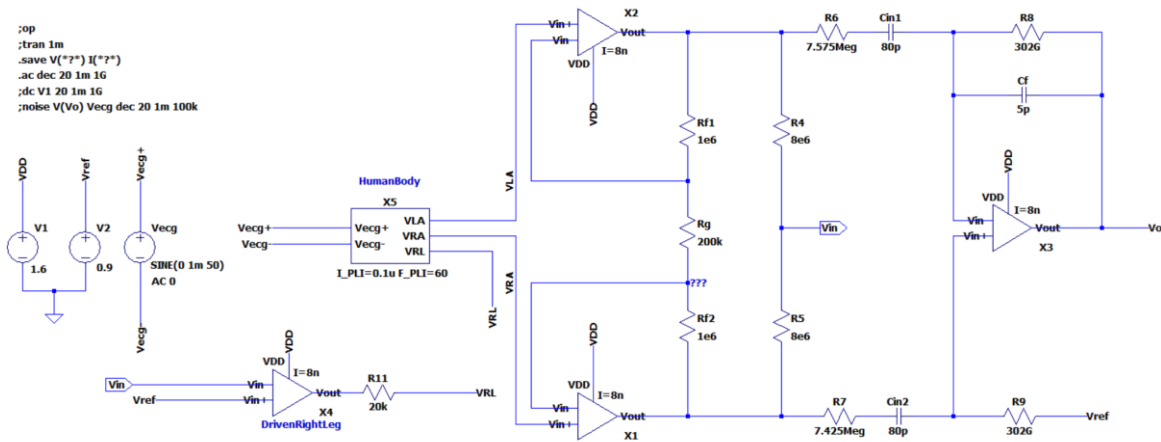 ;op
;tran 1m
.save V(*?*) I(*?*)
.ac dec 20 1m 1G
;dc V1 20 1m 1G
;noise V(Vo) Vecg dec 20 1m 100k
VDD
Vref
Vecg+
V1
1.6
V2
0.9
Vecg
SINE(0 1m 50)
AC 0
Vecg-
HumanBody
X5
Vecg+
Vecg-
Vecg+
Vecg-
VLA
VRA
VRL
I_PLI=0.1u F_PLI=60
VLA
VRA
VRL
X2
Vin +
Vin -
Vout
I=8n
VDD
VDD
Rf1
1e6
Rg
200k
???
Rf2
1e6
R4
8e6
Vin
R5
8e6
R6
7.575Meg
Cin1
80p
R8
302G
Cf
5p
VDD
VDD
I=8n
Vin -
Vin +
Vout
X3
Vo
VDD
VDD
I=8n
Vin -
Vin +
Vout
X1
R7
7.425Meg
Cin2
80p
R9
302G
Vref
Vin
Vref
VDD
VDD
I=8n
Vin -
Vin +
Vout
X4
DrivenRightLeg
R11
20k
VRL